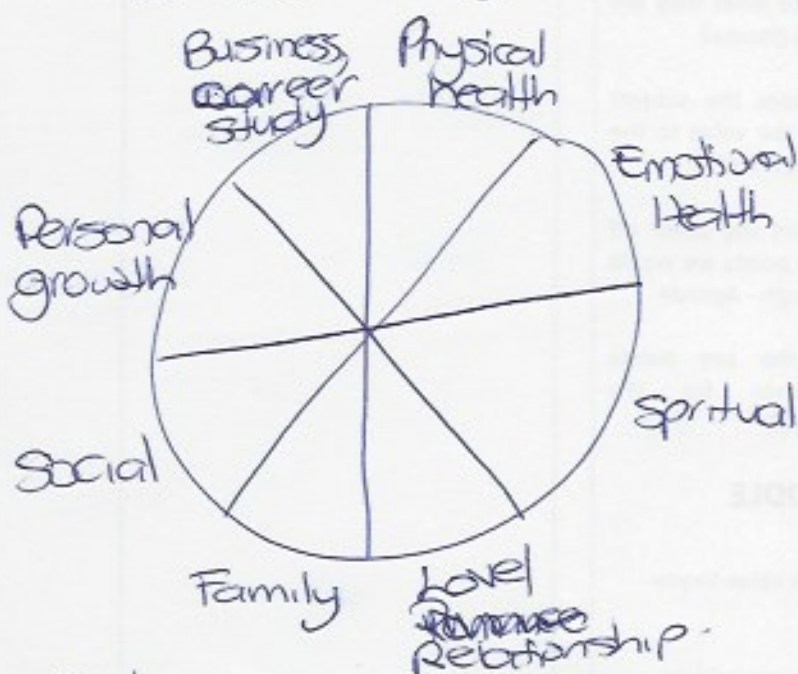 Business,
career
study
Physical
health
Emotional
Health
Spritual
Love/
Relationship.
Family
Social
Personal
growth